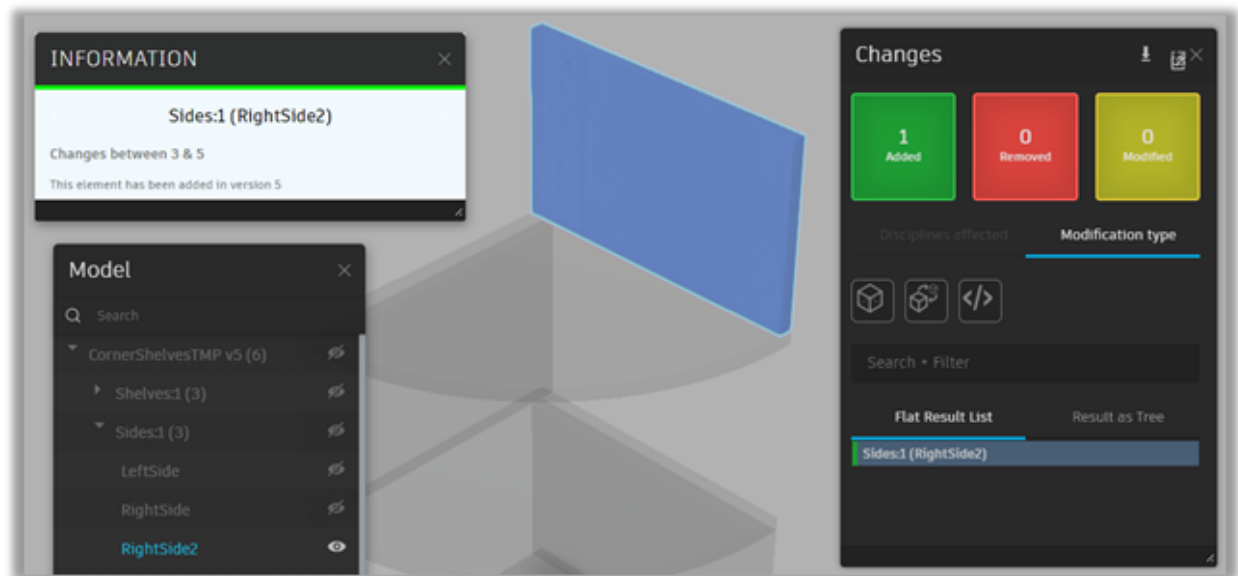 INFORMATION
Sides:1 (RightSide2)
Changes between 3 & 5
This element has been added in version 5
Model
Search
CornerShelvesTMP v5 (6)
Shelves:1 (3)
Sides:1 (3)
LeftSide
RightSide
RightSide2
Changes
1
Added
0
Removed
0
Modified
Disciplines affected
Modification type
Search + Filter
Flat Result List
Result as Tree
Sides:1 (RightSide2)